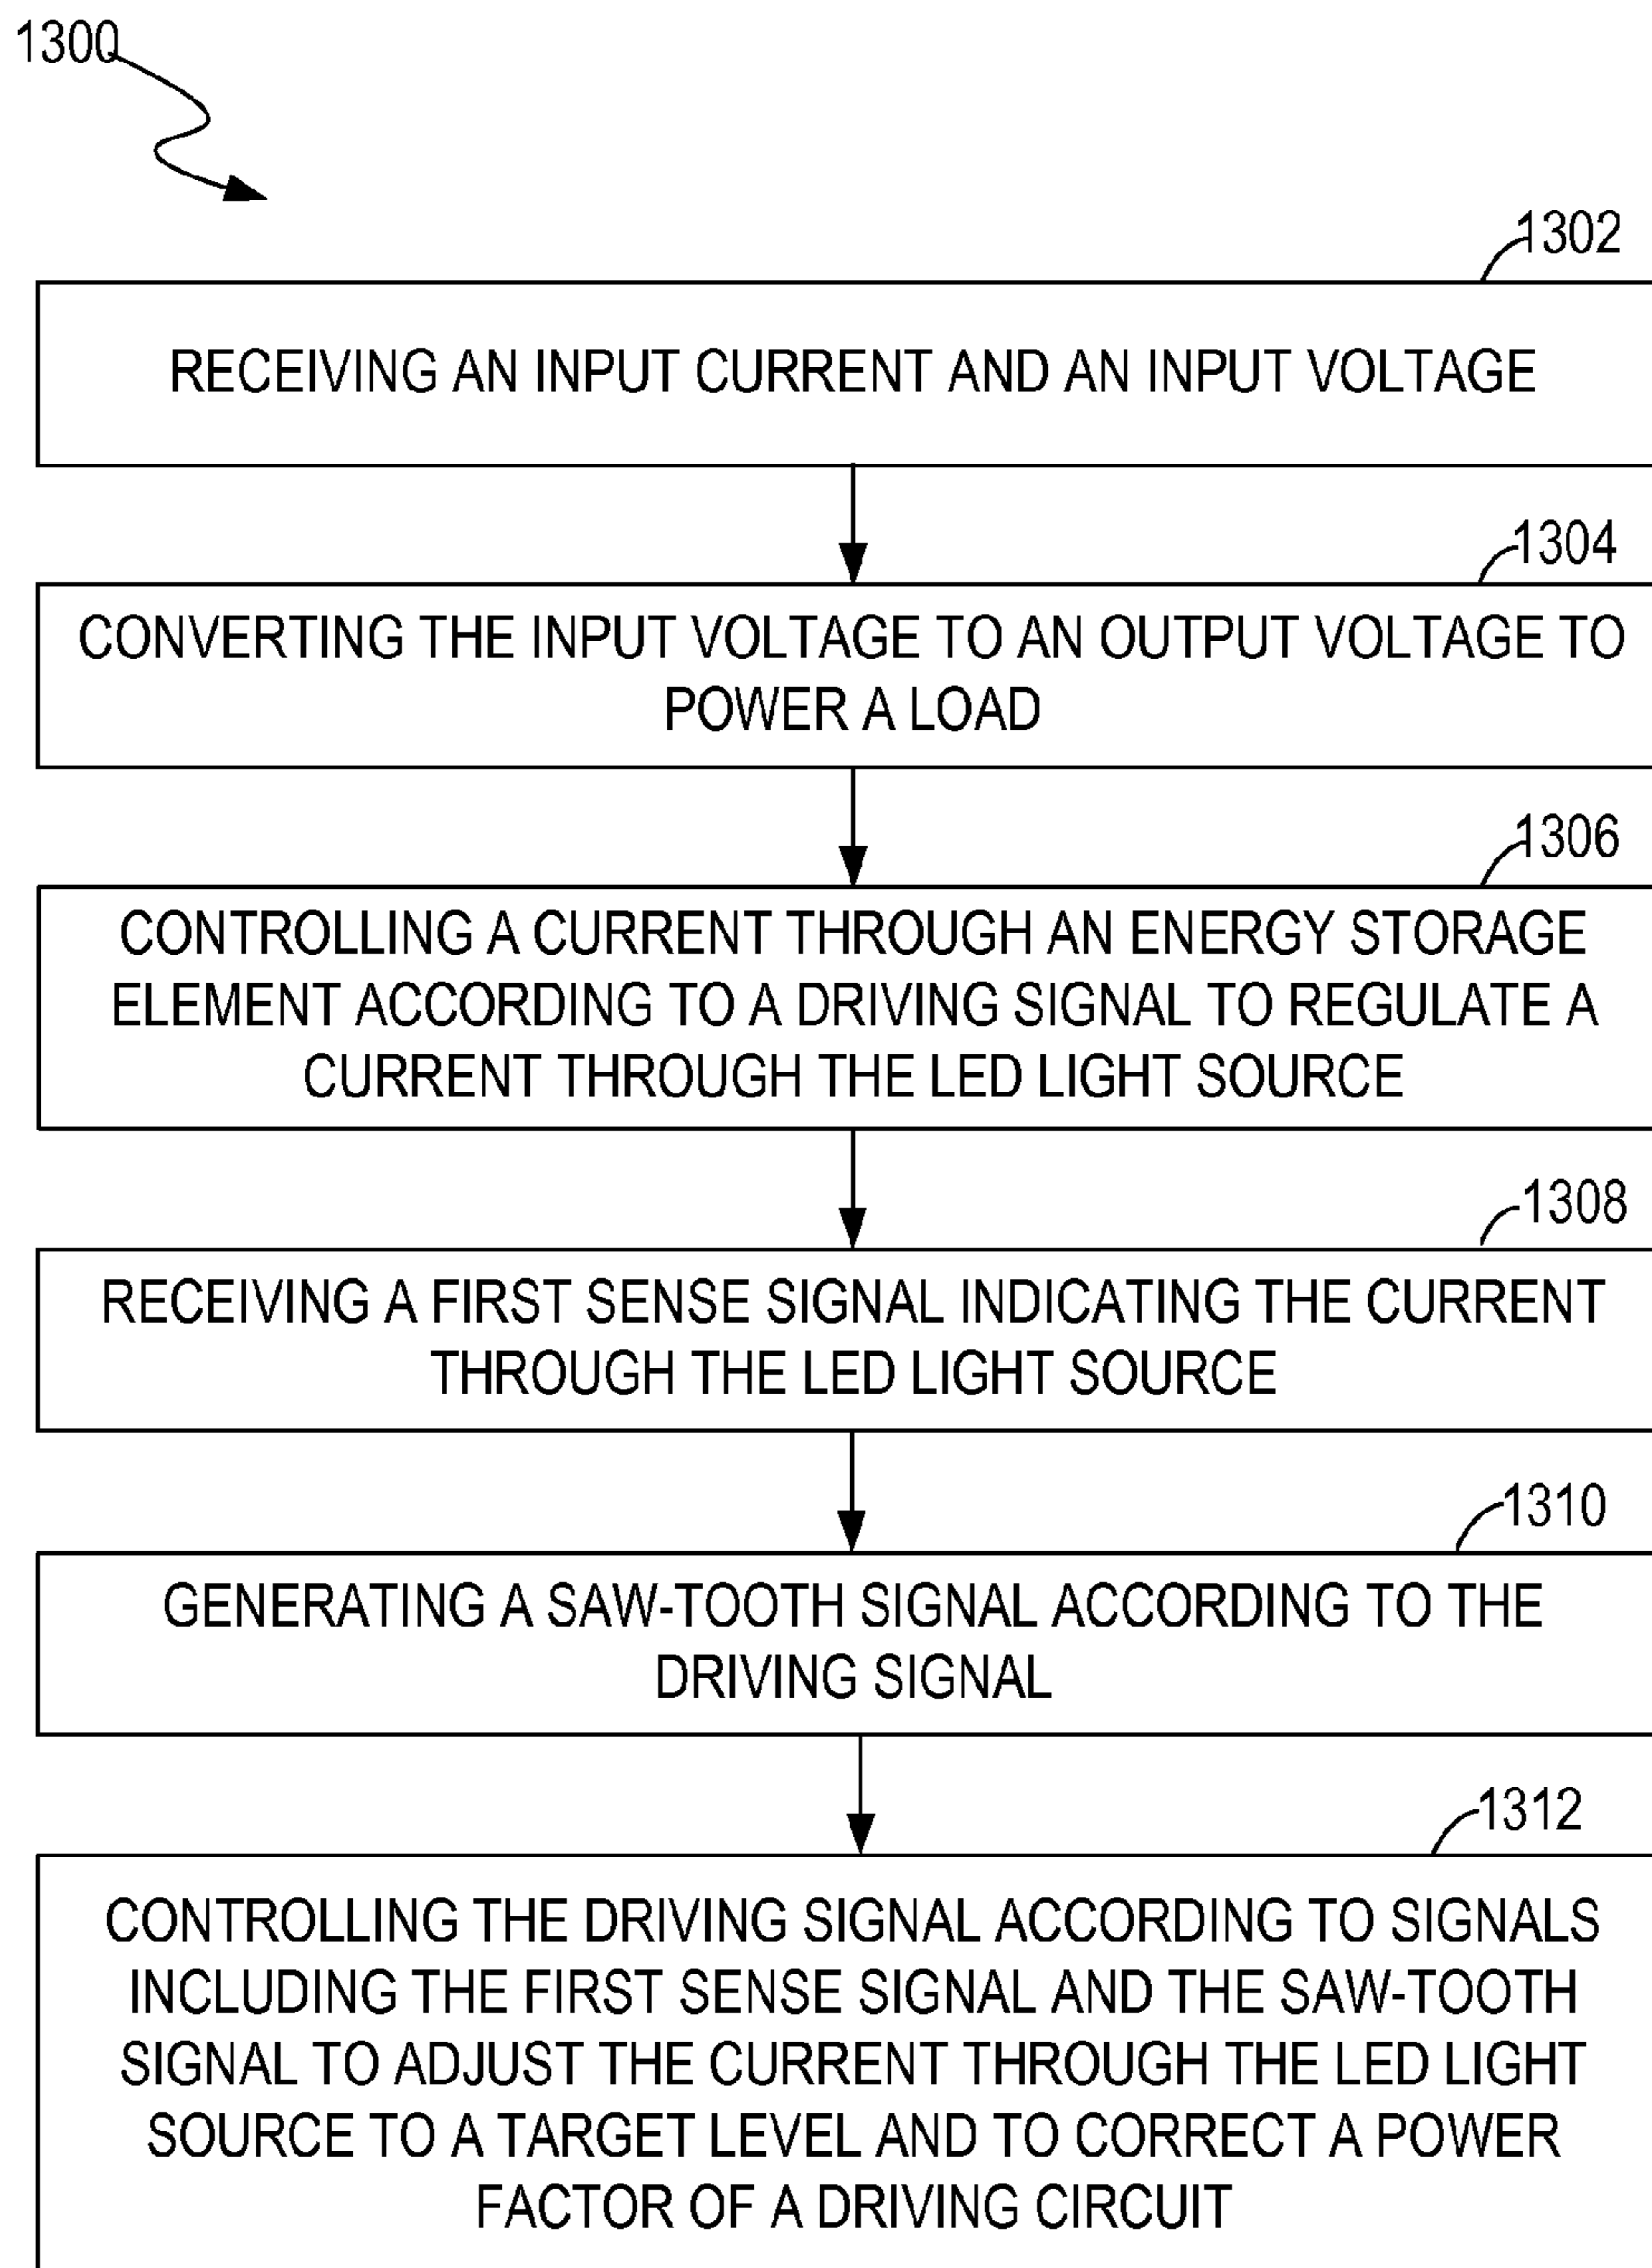 1300
1302
RECEIVING AN INPUT CURRENT AND AN INPUT VOLTAGE
1304
CONVERTING THE INPUT VOLTAGE TO AN OUTPUT VOLTAGE TO
POWER A LOAD
1306
CONTROLLING A CURRENT THROUGH AN ENERGY STORAGE
ELEMENT ACCORDING TO A DRIVING SIGNAL TO REGULATE A
CURRENT THROUGH THE LED LIGHT SOURCE
1308
RECEIVING A FIRST SENSE SIGNAL INDICATING THE CURRENT
THROUGH THE LED LIGHT SOURCE
1310
GENERATING A SAW-TOOTH SIGNAL ACCORDING TO THE
DRIVING SIGNAL
1312
CONTROLLING THE DRIVING SIGNAL ACCORDING TO SIGNALS
INCLUDING THE FIRST SENSE SIGNAL AND THE SAW-TOOTH
SIGNAL TO ADJUST THE CURRENT THROUGH THE LED LIGHT
SOURCE TO A TARGET LEVEL AND TO CORRECT A POWER
FACTOR OF A DRIVING CIRCUIT